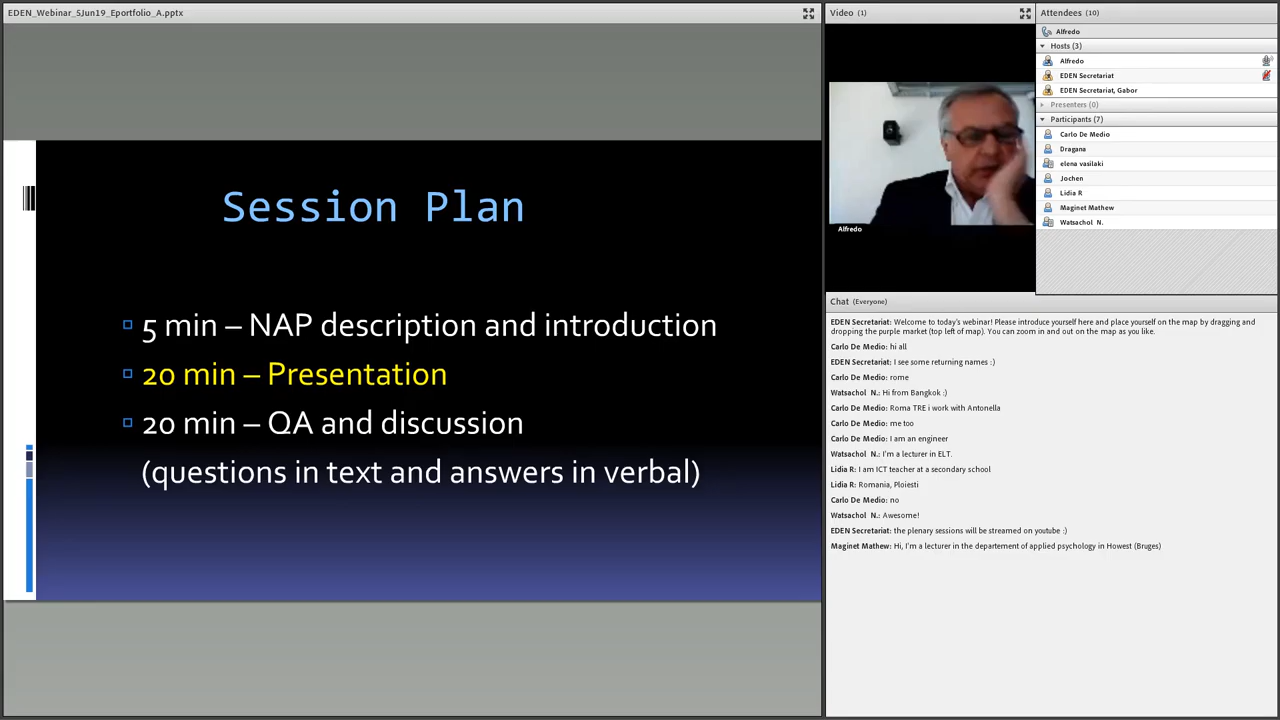 EDEN_Webinar_5Jun19_Eportfolio_A.pptx
Session Plan
5 min – NAP description and introduction
20 min – Presentation
20 min – QA and discussion
(questions in text and answers in verbal)
Video (1)
Alfredo
Attendees (10)
Alfredo
Hosts (3)
Alfredo
EDEN Secretariat
EDEN Secretariat, Gabor
Presenters (0)
Participants (7)
Carlo De Medio
Dragana
elena vasilaki
Jochen
Lidia R
Maginet Mathew
Watsachol N.
Chat (Everyone)
EDEN Secretariat: Welcome to today's webinar! Please introduce yourself here and place yourself on the map by dragging and
dropping the purple market (top left of map). You can zoom in and out on the map as you like.
Carlo De Medio: hi all
EDEN Secretariat: I see some returning names :)
Carlo De Medio: rome
Watsachol N.: Hi from Bangkok :)
Carlo De Medio: Roma TRE i work with Antonella
Carlo De Medio: me too
Carlo De Medio: I am an engineer
Watsachol N.: I'm a lecturer in ELT.
Lidia R: I am ICT teacher at a secondary school
Lidia R: Romania, Ploiesti
Carlo De Medio: no
Watsachol N.: Awesome!
EDEN Secretariat: the plenary sessions will be streamed on youtube :)
Maginet Mathew: Hi, I'm a lecturer in the departement of applied psychology in Howest (Bruges)